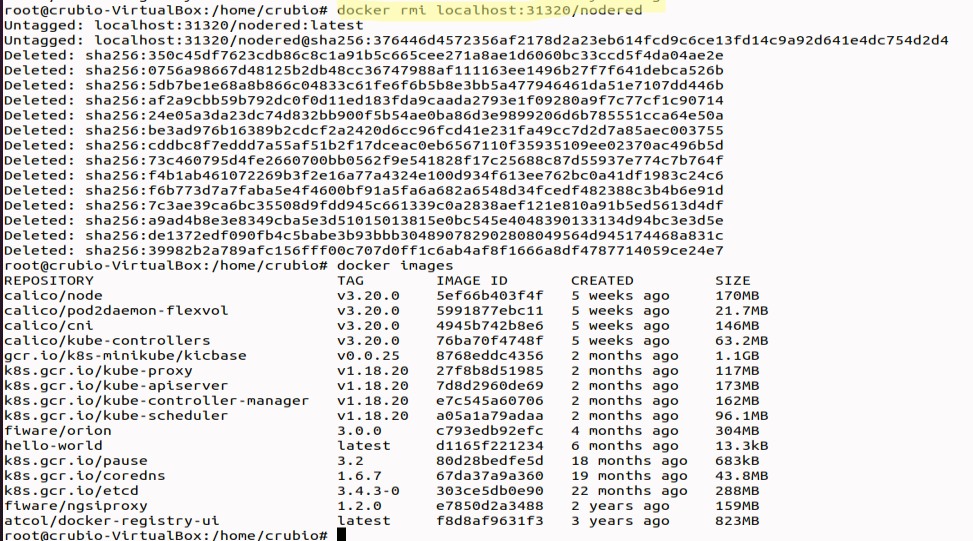 root@crubio-VirtualBox:/home/crubio# docker rmi localhost:31320/nodered
Untagged: localhost:31320/nodered:latest
Untagged: localhost:31320/nodered@sha256:376446d4572356af2178d2a23eb614fcd9c6ce13fd14c9a92d641e4dc754d2d4
Deleted: sha256:350c45df7623cdb86c8c1a91b5c665cee271a8ae1d6060bc33ccd5f4da04ae2e
Deleted: sha256:0756a98667d48125b2db48cc36747988af111163ee1496b27f7f641debca526b
Deleted: sha256:5db7be1e68a8b866c04833c61fe6f6b5b8e3bb5a477946461da51e7107dd446b
Deleted: sha256:af2a9cbb59b792dc0f0d11ed183fda9caada2793e1f09280a9f7c77cf1c90714
Deleted: sha256:24e05a3da23dc74d832bb900f5b54ae0ba86d3e9899206d6b785551cca64e50a
Deleted: sha256:be3ad976b16389b2cdcf2a2420d6cc96fcd41e231fa49cc7d2d7a85aec003755
Deleted: sha256:cddbc8f7eddd7a55af51b2f17dceac0eb6567110f35935109ee02370ac496b5d
Deleted: sha256:73c460795d4fe2660700bb0562f9e541828f17c25688c87d55937e774c7b764f
Deleted: sha256:f4b1ab461072269b3f2e16a77a4324e100d934f613ee762bc0a41df1983c24c6
Deleted: sha256:f6b773d7a7faba5e4f4600bf91a5fa6a682a6548d34fcedf482388c3b4b6e91d
Deleted: sha256:7c3ae39ca6bc35508d9fdd945c661339c0a2838aef121e810a91b5ed5613d4df
Deleted: sha256:a9ad4b8e3e8349cba5e3d51015013815e0bc545e4048390133134d94bc3e3d5e
Deleted: sha256:de1372edf090fb4c5babe3b93bbb304890782902808049564d945174468a831c
Deleted: sha256:39982b2a789afc156fff00c707d0ff1c6ab4af8f1666a8df4787714059ce24e7
root@crubio-VirtualBox:/home/crubio# docker images
REPOSITORY TAG IMAGE ID CREATED SIZE
calico/node v3.20.0 5ef66b403f4f 5 weeks ago 170MB
calico/pod2daemon-flexvol v3.20.0 5991877ebc11 5 weeks ago 21.7MB
calico/cni v3.20.0 4945b742b8e6 5 weeks ago 146MB
calico/kube-controllers v3.20.0 76ba70f4748f 5 weeks ago 63.2MB
gcr.io/k8s-minikube/kicbase v0.0.25 8768eddc4356 2 months ago 1.1GB
k8s.gcr.io/kube-proxy v1.18.20 27f8b8d51985 2 months ago 117MB
k8s.gcr.io/kube-apiserver v1.18.20 7d8d2960de69 2 months ago 173MB
k8s.gcr.io/kube-controller-manager v1.18.20 e7c545a60706 2 months ago 162MB
k8s.gcr.io/kube-scheduler v1.18.20 a05a1a79adaa 2 months ago 96.1MB
fiware/orion 3.0.0 c793edb92efc 4 months ago 304MB
hello-world latest d1165f221234 6 months ago 13.3kB
k8s.gcr.io/pause 3.2 80d28bedfe5d 18 months ago 683kB
k8s.gcr.io/coredns 1.6.7 67da37a9a360 19 months ago 43.8MB
k8s.gcr.io/etcd 3.4.3-0 303ce5db0e90 22 months ago 288MB
fiware/ngsiproxy 1.2.0 e7850d2a3488 2 years ago 159MB
atcol/docker-registry-ui latest f8d8af9631f3 3 years ago 823MB
root@crubio-VirtualBox:/home/crubio#